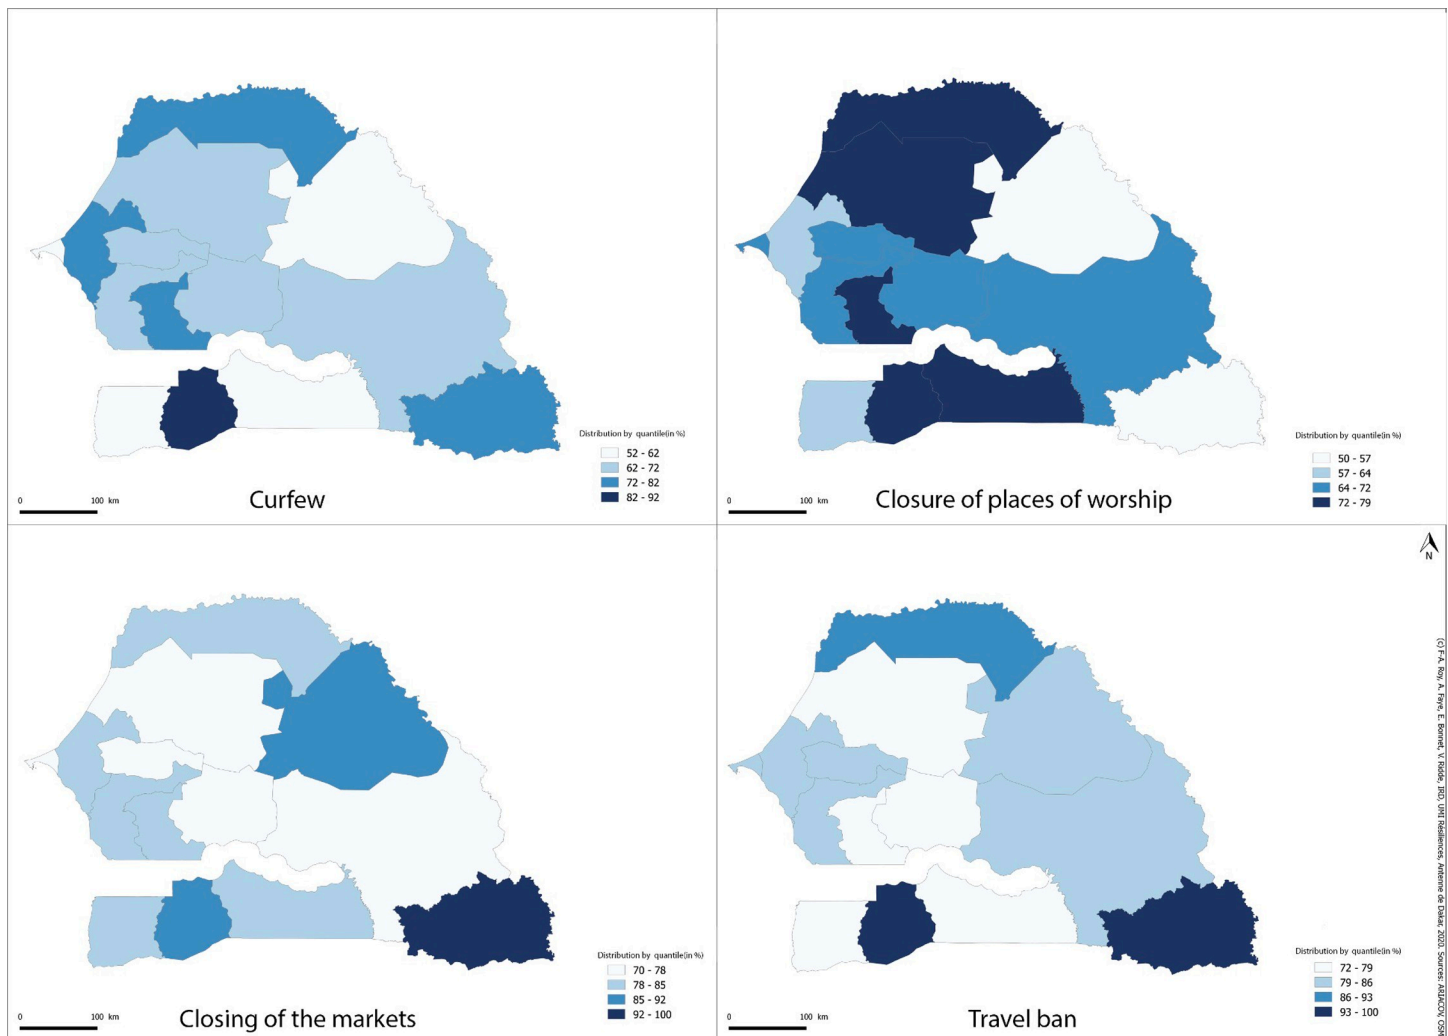 Distribution by quantile(in %)
52 - 62
62 - 72
72 - 82
82 - 92
0 100 km
Curfew
Distribution by quantile(in %)
50 - 57
57 - 64
64 - 72
72 - 79
0 100 km
Closure of places of worship
Distribution by quantile(in %)
70 - 78
78 - 85
85 - 92
92 - 100
0 100 km
Closing of the markets
N
Distribution by quantile(in %)
72 - 79
79 - 86
86 - 93
93 - 100
0 100 km
Travel ban
(c) F-A. Roy, A. Faye, E. Bonnet, V. Ridde, IRD, UMI Résiliences, Antenne de Dakar, 2020. Sources: ARIACOV, OSM